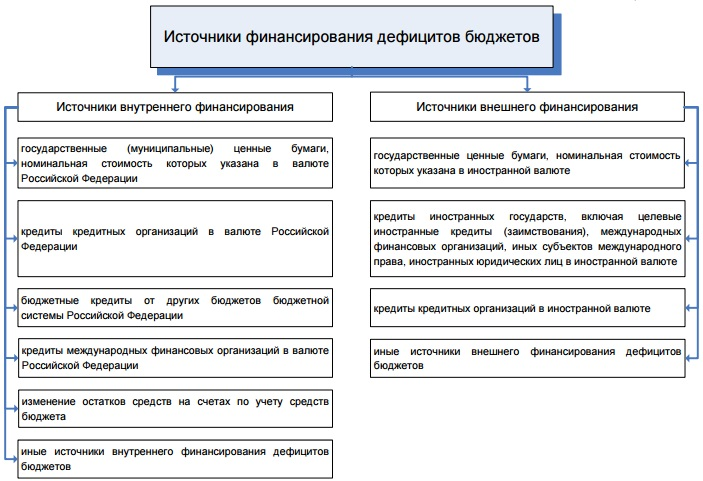 Источники финансирования дефицитов бюджетов
Источники внутреннего финансирования
государственные (муниципальные) ценные бумаги,
номинальная стоимость которых указана в валюте
Российской Федерации
кредиты кредитных организаций в валюте Российской
Федерации
бюджетные кредиты от других бюджетов бюджетной
системы Российской Федерации
кредиты международных финансовых организаций в валюте
Российской Федерации
изменение остатков средств на счетах по учету средств
бюджета
иные источники внутреннего финансирования дефицитов
бюджетов
Источники внешнего финансирования
государственные ценные бумаги, номинальная стоимость
которых указана в иностранной валюте
кредиты иностранных государств, включая целевые
иностранные кредиты (заимствования), международных
финансовых организаций, иных субъектов международного
права, иностранных юридических лиц в иностранной валюте
кредиты кредитных организаций в иностранной валюте
иные источники внешнего финансирования дефицитов
бюджетов